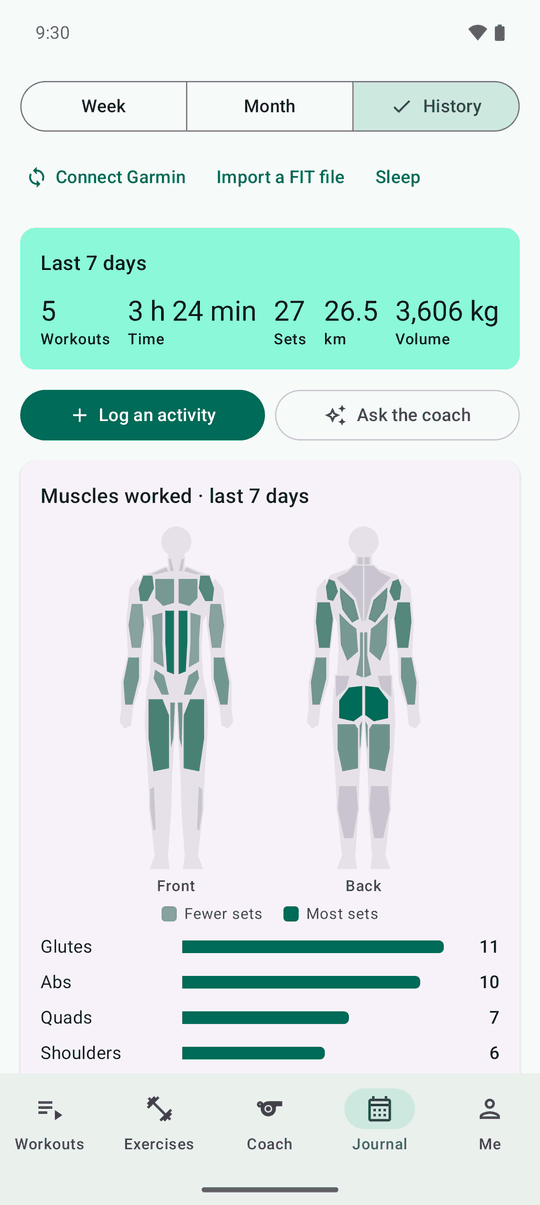 9:30
Week Month History
Connect Garmin Import a FIT file Sleep
Last 7 days
5 3 h 24 min 27 26.5 3,606 kg
Workouts Time Sets km Volume
Log an activity Ask the coach
Muscles worked · last 7 days
Front Back
Fewer sets Most sets
Glutes 11
Abs 10
Quads 7
Shoulders 6
Workouts Exercises Coach Journal Me